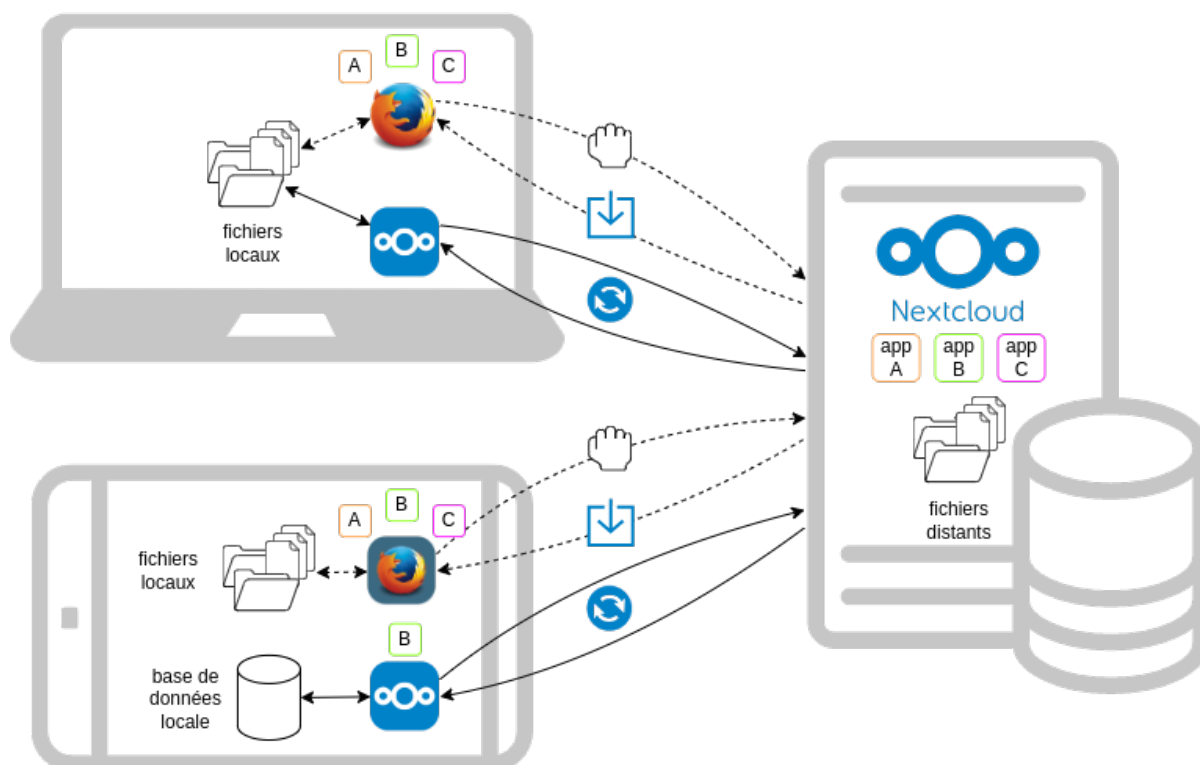 A
B
C
fichiers
locaux
Nextcloud
app
A
app
B
app
C
fichiers
distants
A
B
C
fichiers
locaux
B
base de
données
locale